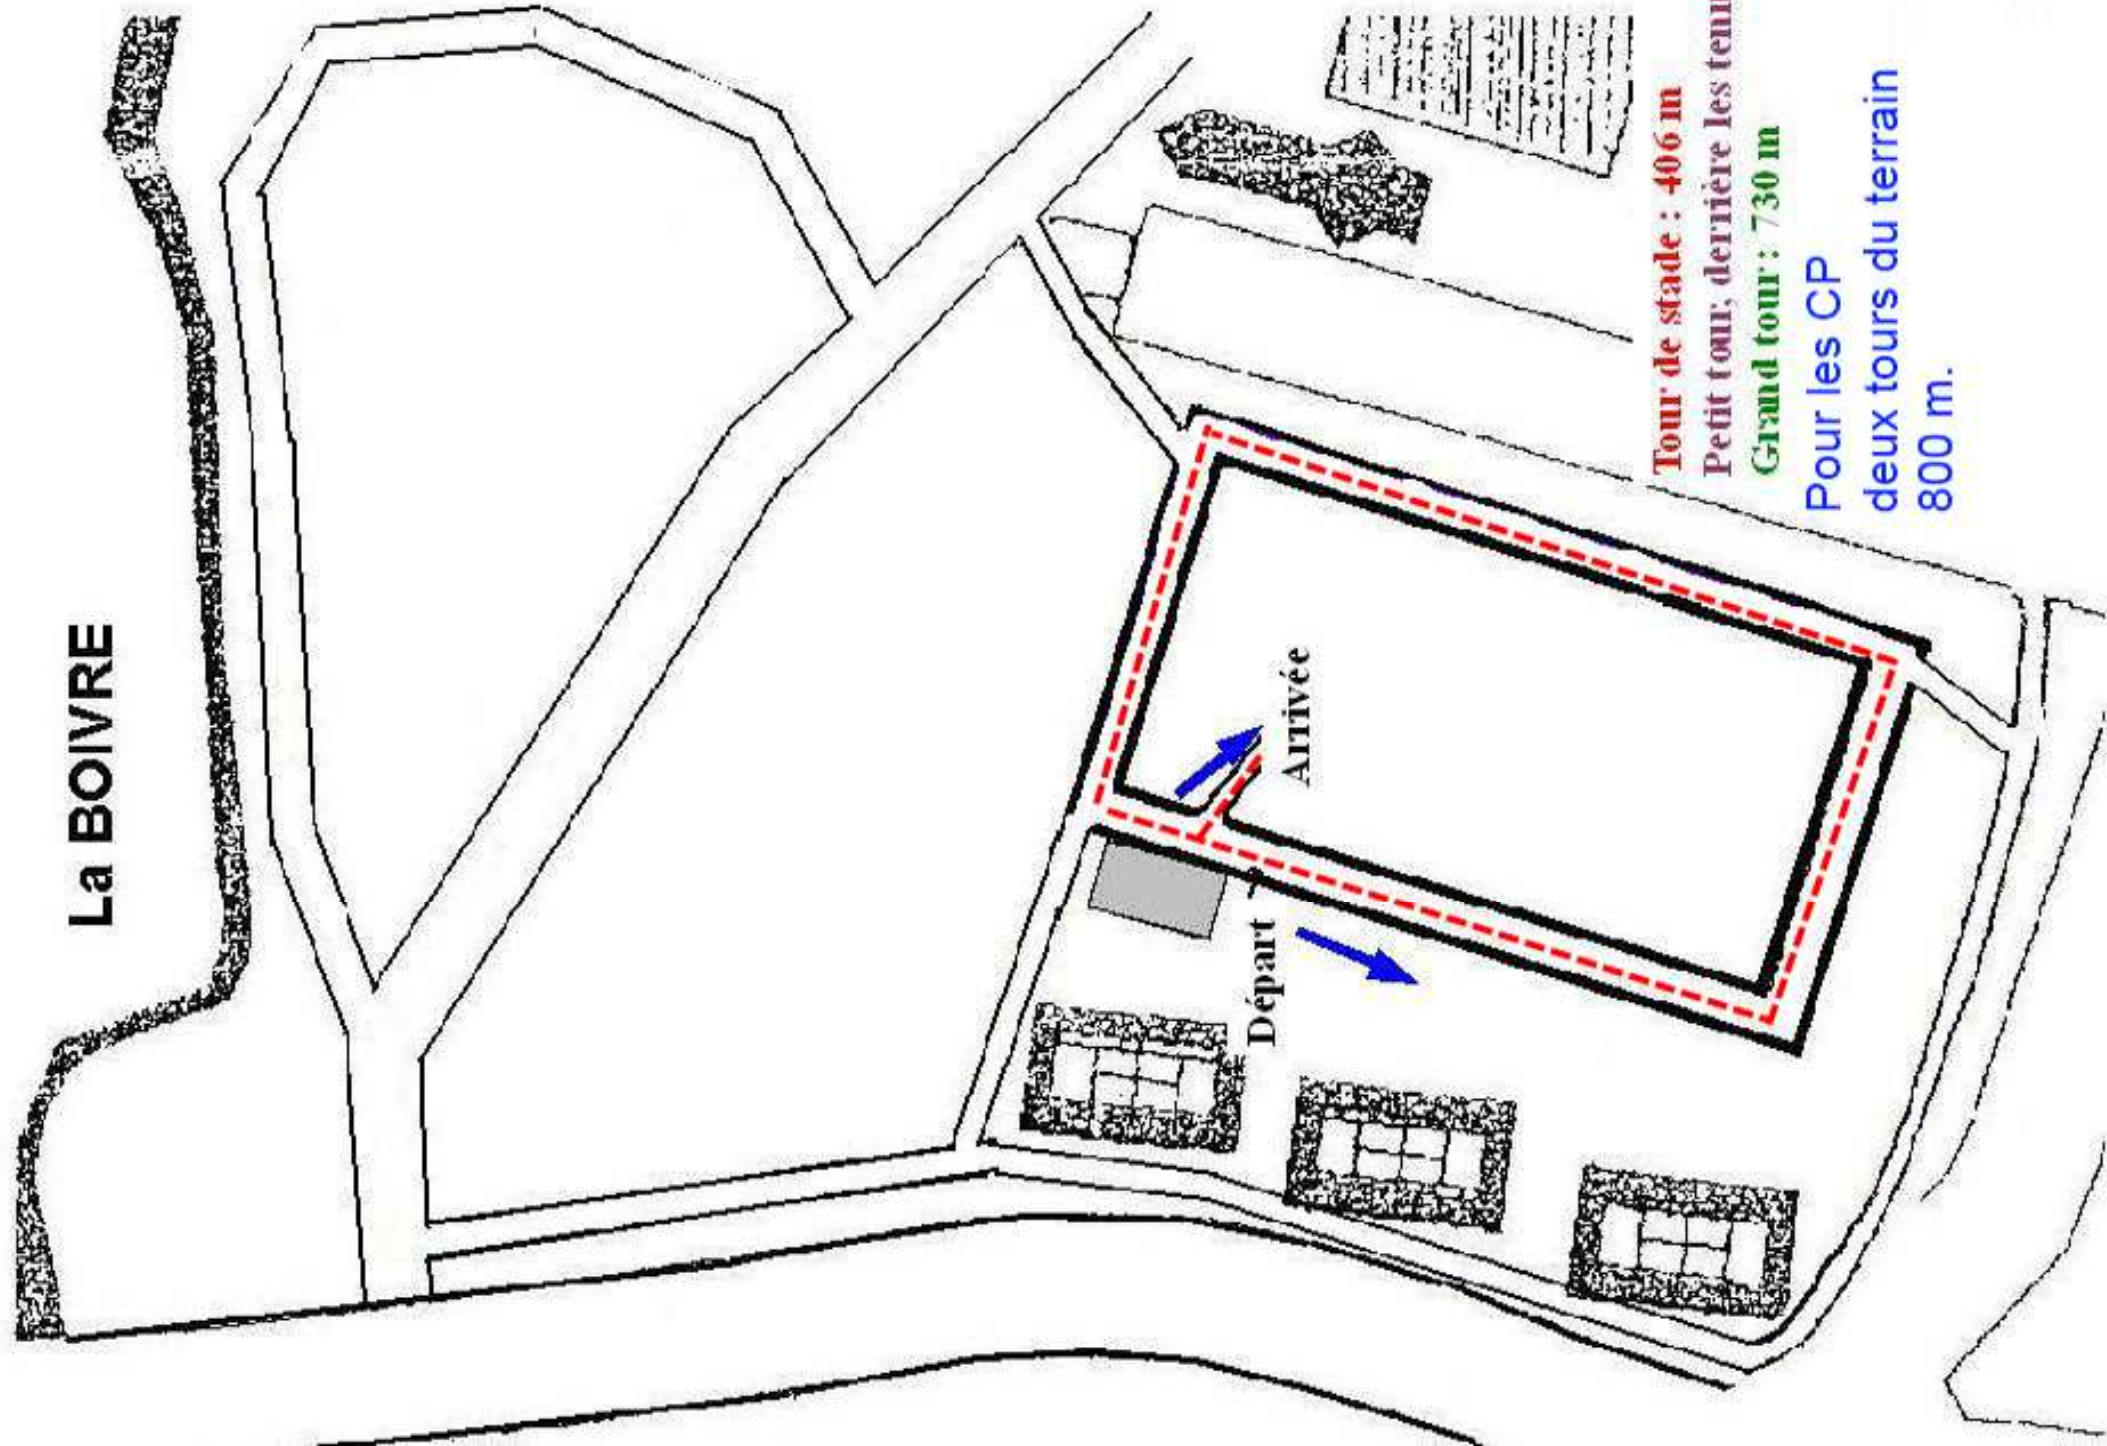 La BOIVRE
Arrivée
Départ
Tour de stade : 406 m
Petit tour, derrière les
Grand tour : 730 m
Pour les CP
deux tours du terrain
800 m.